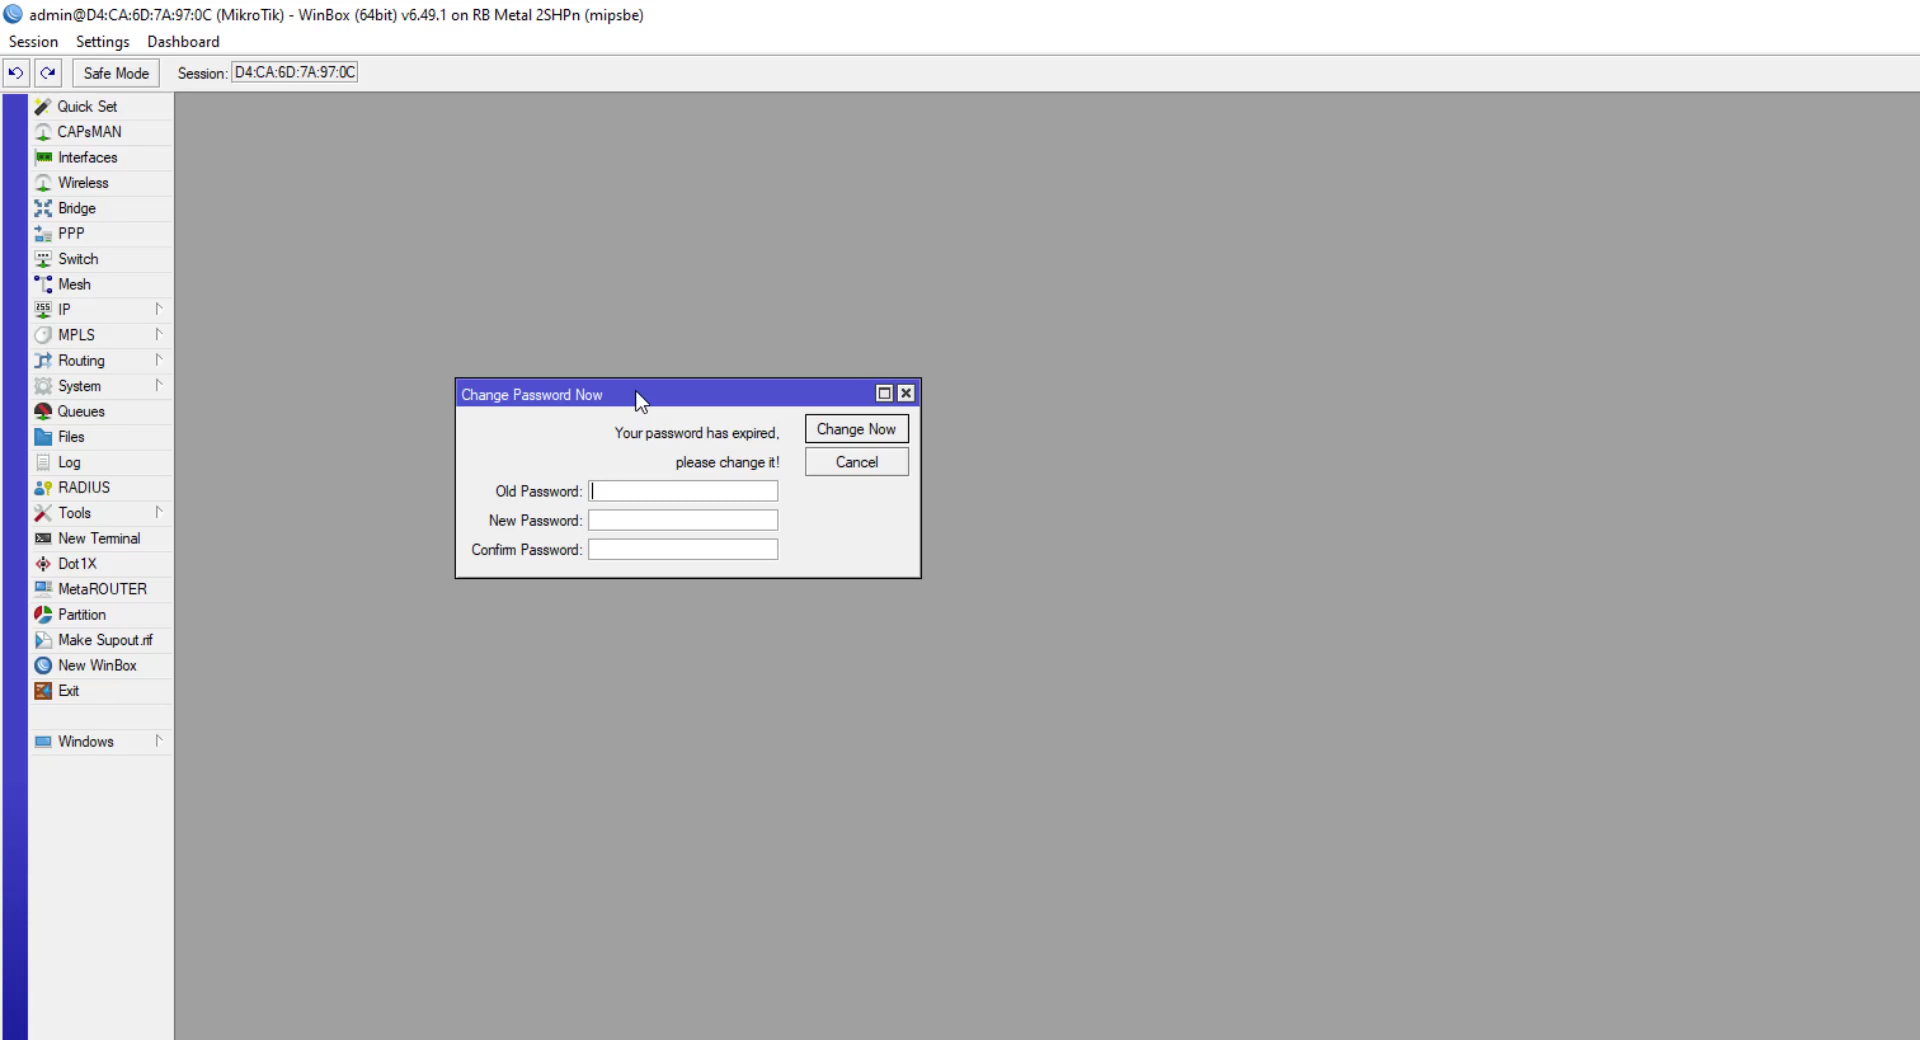 admin@D4:CA:6D:7A:97:0C (MikroTik) - WinBox (64bit) v6.49.1 on RB Metal 2SHPn (mipsbe)
Session Settings Dashboard
Safe Mode Session: D4:CA:6D:7A:97:0C
Quick Set
CAPsMAN
Interfaces
Wireless
Bridge
PPP
Switch
Mesh
255 IP
MPLS
Routing
System
Queues
Files
Log
RADIUS
Tools
New Terminal
Dot1X
MetaROUTER
Partition
Make Supout.rif
New WinBox
Exit
Windows
Change Password Now
Your password has expired,
please change it!
Change Now
Cancel
Old Password:
New Password:
Confirm Password: